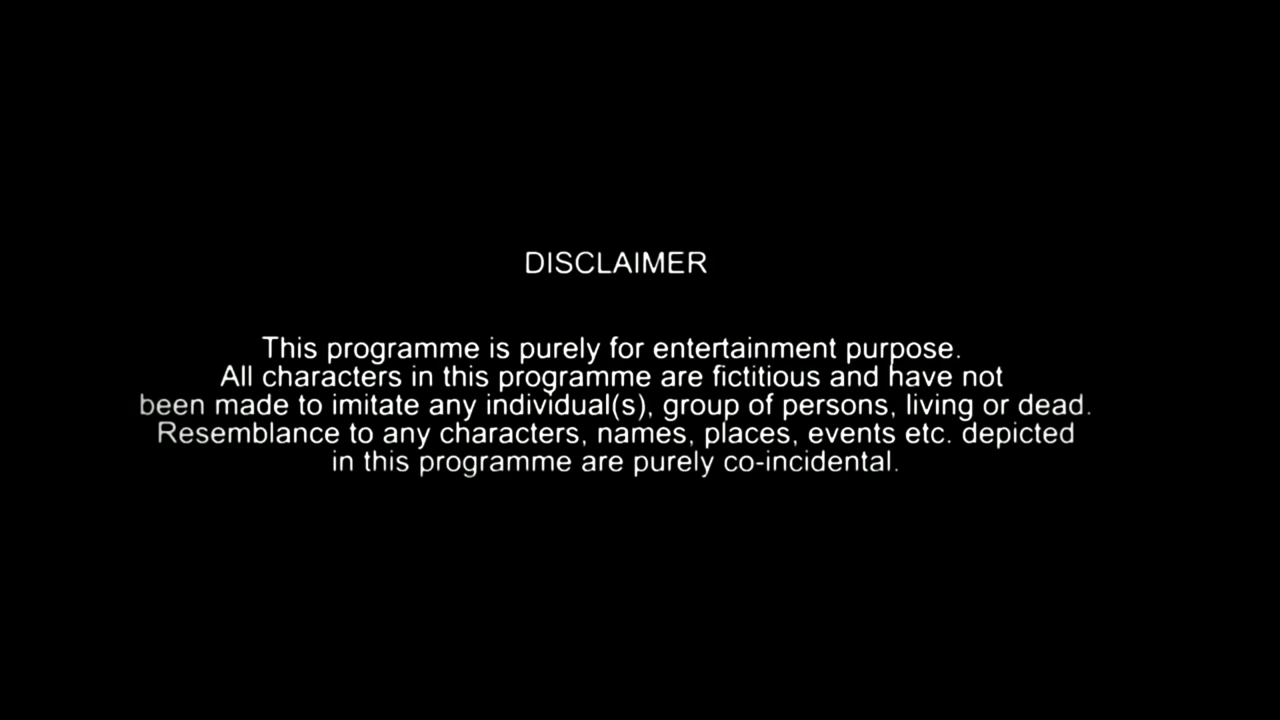 DISCLAIMER
This programme is purely for entertainment purpose.
All characters in this programme are fictitious and have not
been made to imitate any individual(s), group of persons, living or dead.
Resemblance to any characters, names, places, events etc. depicted
in this programme are purely co-incidental.